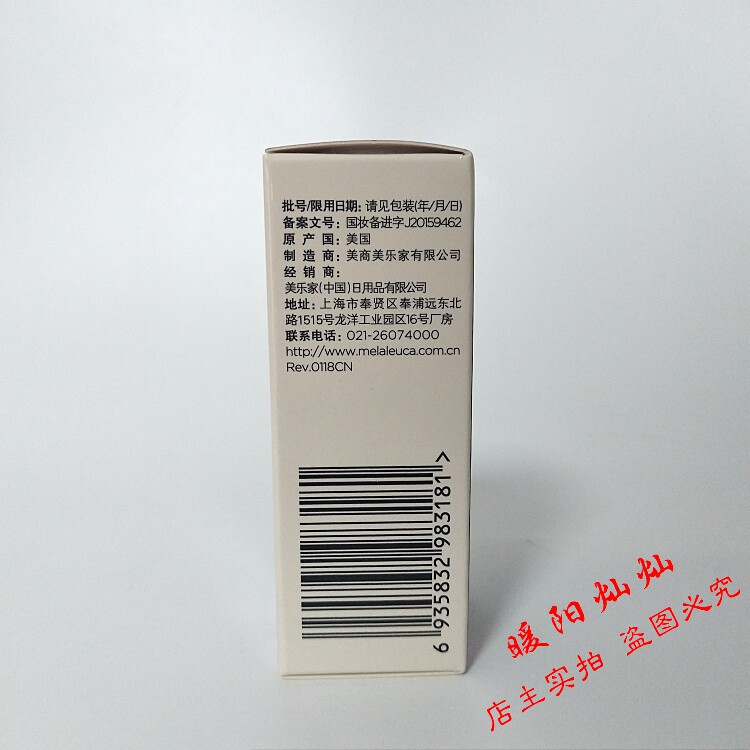 批号/限用日期: 请见包装(年/月/日)
备案文号: 国妆备进字J20159462
原产国: 美国
制造商: 美商美乐家有限公司
经销商:
美乐家(中国)日用品有限公司
地址: 上海市奉贤区奉浦远东北
路1515号龙洋工业园区16号厂房
联系电话: 021-26074000
http://www.melaleuca.com.cn
Rev.0118CN
6 935832 983181 >
暖阳灿灿
店主实拍 盗图必究